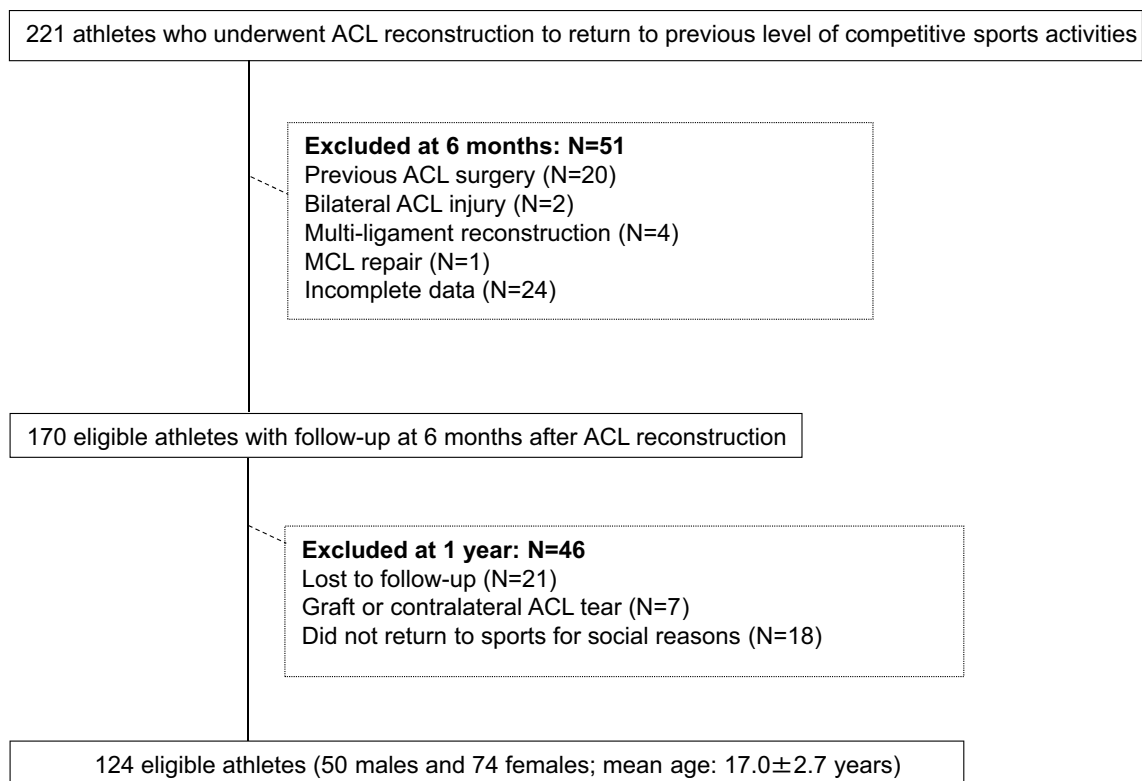 221 athletes who underwent ACL reconstruction to return to previous level of competitive sports activities
Excluded at 6 months: N=51
Previous ACL surgery (N=20)
Bilateral ACL injury (N=2)
Multi-ligament reconstruction (N=4)
MCL repair (N=1)
Incomplete data (N=24)
170 eligible athletes with follow-up at 6 months after ACL reconstruction
Excluded at 1 year: N=46
Lost to follow-up (N=21)
Graft or contralateral ACL tear (N=7)
Did not return to sports for social reasons (N=18)
124 eligible athletes (50 males and 74 females; mean age: 17.0±2.7 years)